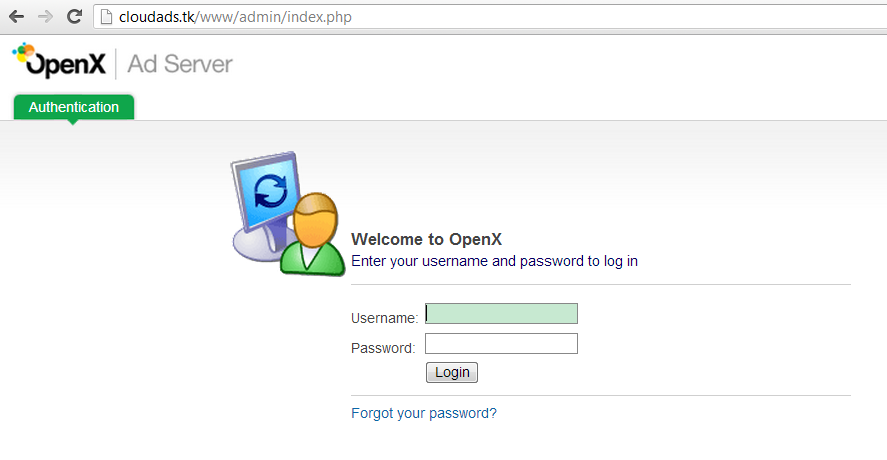 cloudads.tk/www/admin/index.php
OpenX Ad Server
Authentication
Welcome to OpenX
Enter your username and password to log in
Username:
Password:
Login
Forgot your password?